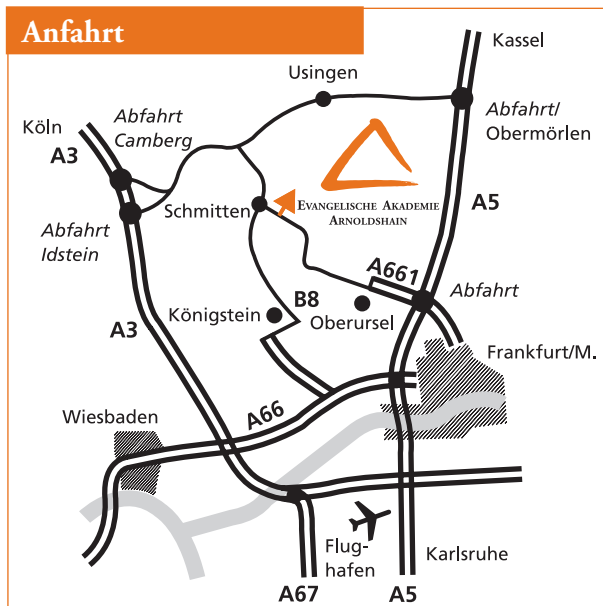 Anfahrt
Kassel
Usingen
Abfahrt
Camberg
Köln
A3
Abfahrt/
Obermörlen
Schmitten
EVANGELISCHE AKADEMIE
ARNOLDSHAIN
A5
Abfahrt
Idstein
A661
Abfahrt
B8
Königstein
Oberursel
A3
Frankfurt/M.
Wiesbaden
A66
Flug-
hafen
Karlsruhe
A67
A5